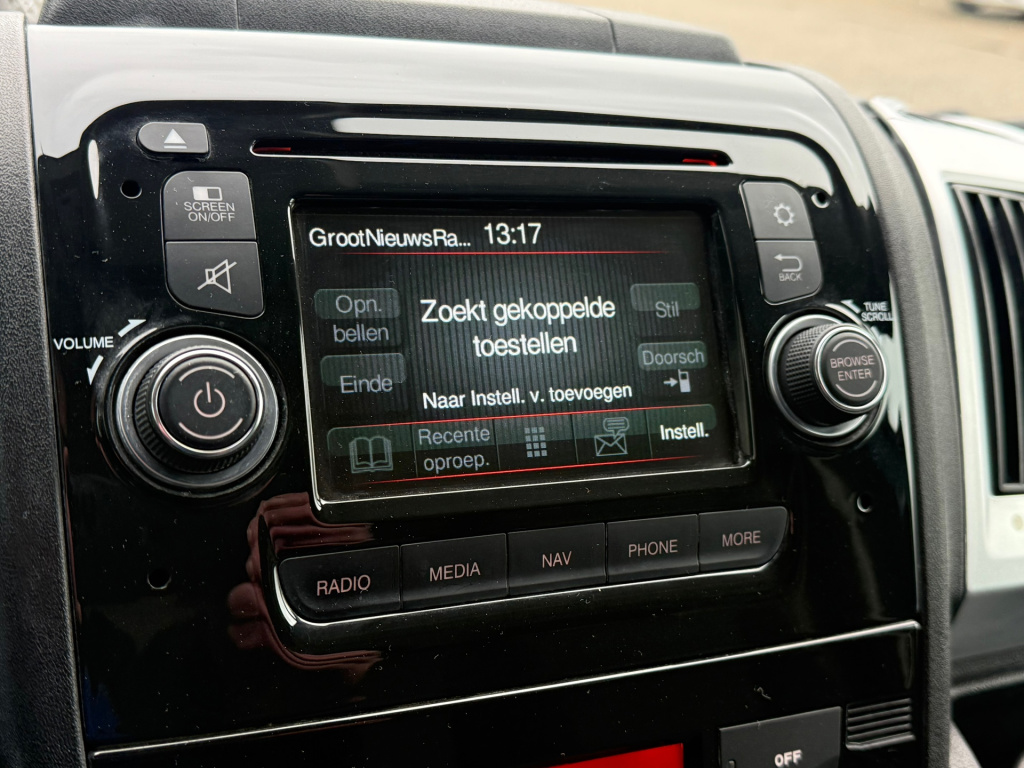 SCREEN
ON/OFF
VOLUME
GrootNieuwsRa... 13:17
Opn.
bellen
Zoekt gekoppelde
toestellen
Stil
Einde
Doorsch
Naar Instell. v. toevoegen
Recente
oproep.
Instell.
BACK
TUNE
SCROLL
BROWSE
ENTER
RADIO
MEDIA
NAV
PHONE
MORE
OFF